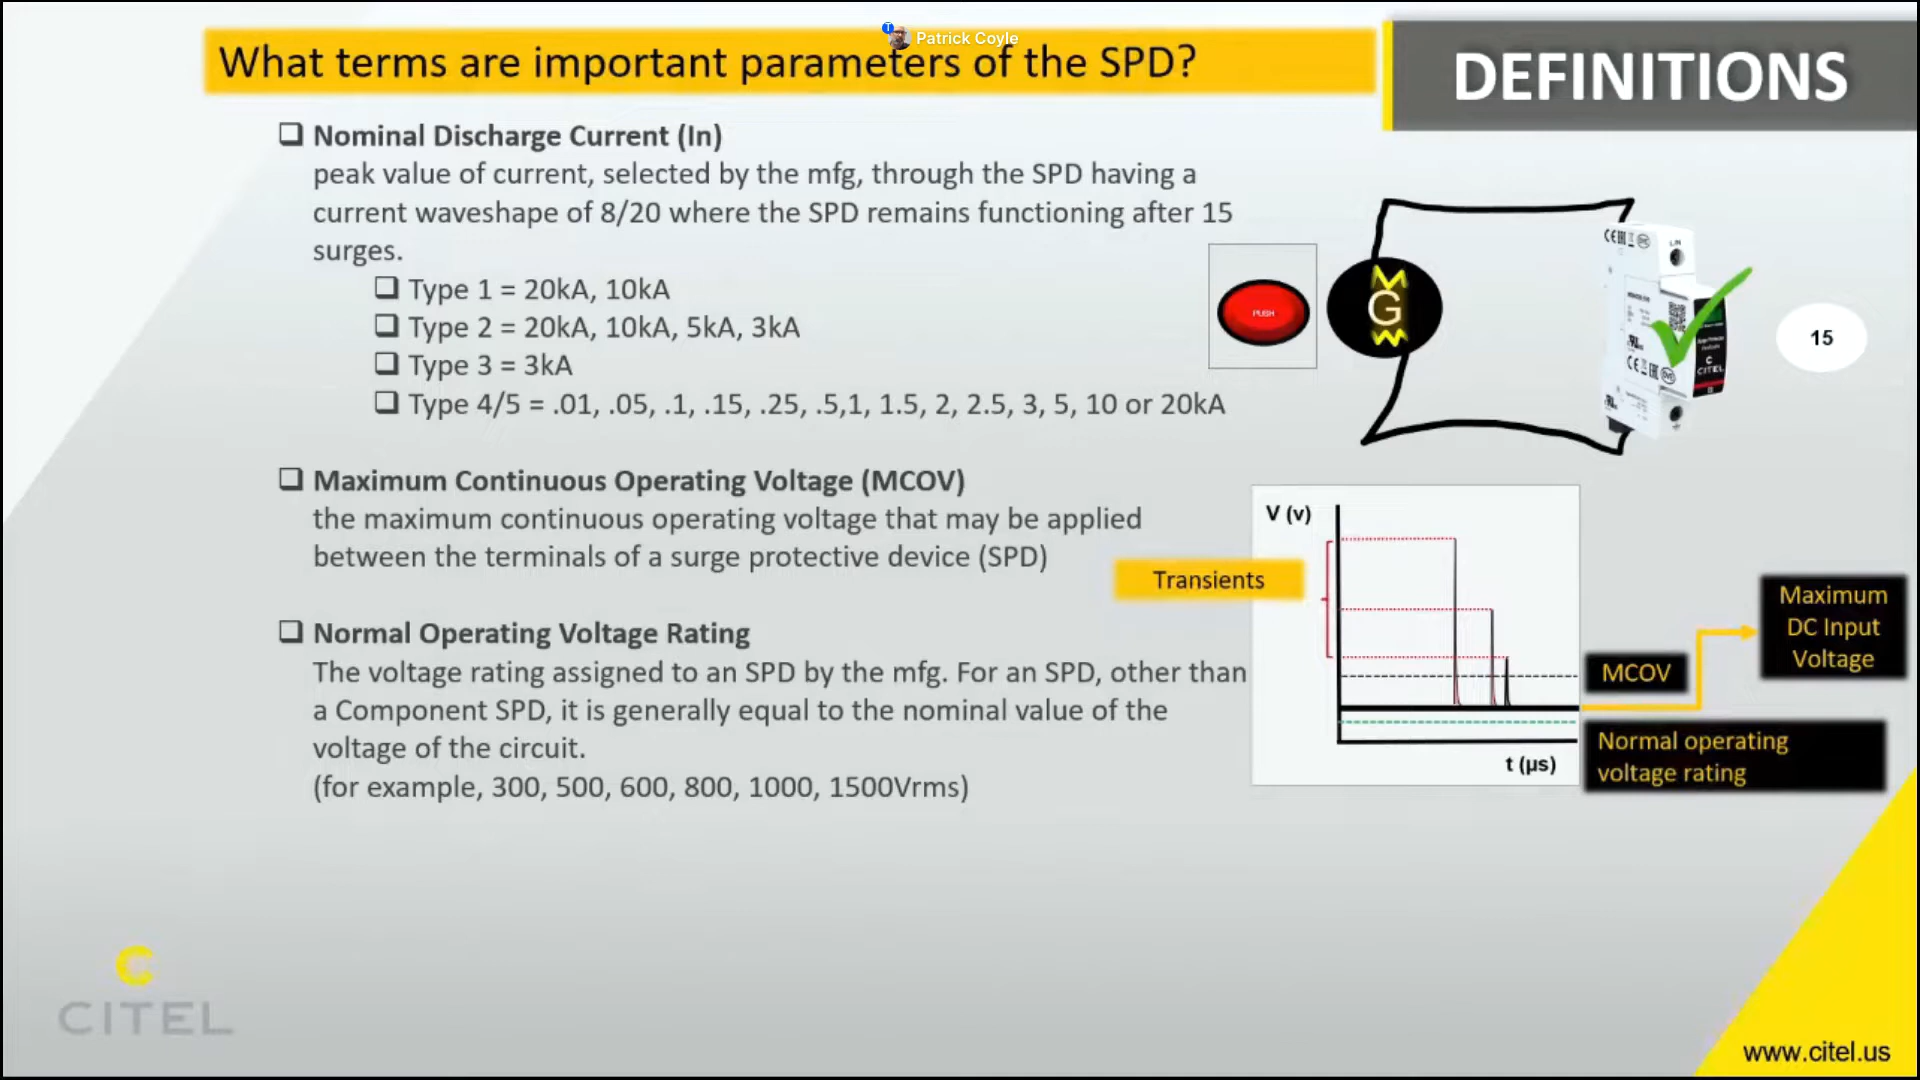 Patrick Coyle
What terms are important parameters of the SPD?
DEFINITIONS
Nominal Discharge Current (In)
peak value of current, selected by the mfg, through the SPD having a
current waveshape of 8/20 where the SPD remains functioning after 15
surges.
Type 1 = 20kA, 10kA
Type 2 = 20kA, 10kA, 5kA, 3kA
Type 3 = 3kA
Type 4/5 = .01, .05, .1, .15, .25, .5,1, 1.5, 2, 2.5, 3, 5, 10 or 20kA
PUSH
G
L/N
CITEL
15
Maximum Continuous Operating Voltage (MCOV)
the maximum continuous operating voltage that may be applied
between the terminals of a surge protective device (SPD)
Normal Operating Voltage Rating
The voltage rating assigned to an SPD by the mfg. For an SPD, other than
a Component SPD, it is generally equal to the nominal value of the
voltage of the circuit.
(for example, 300, 500, 600, 800, 1000, 1500Vrms)
V (v)
Transients
t (μs)
MCOV
Maximum
DC Input
Voltage
Normal operating
voltage rating
CITEL
www.citel.us